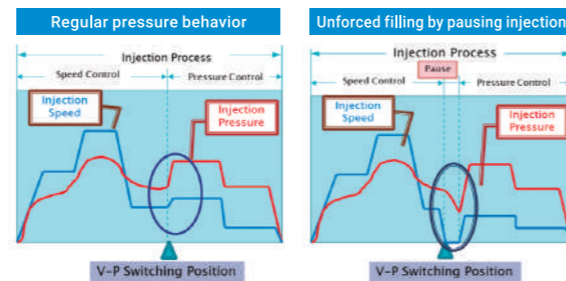 Regular pressure behavior
Injection Process
Speed Control
Pressure Control
Injection
Speed
Injection
Pressure
V-P Switching Position
Unforced filling by pausing injection
Injection Process
Speed Control
Pause
Pressure Control
Injection
Speed
Injection
Pressure
V-P Switching Position